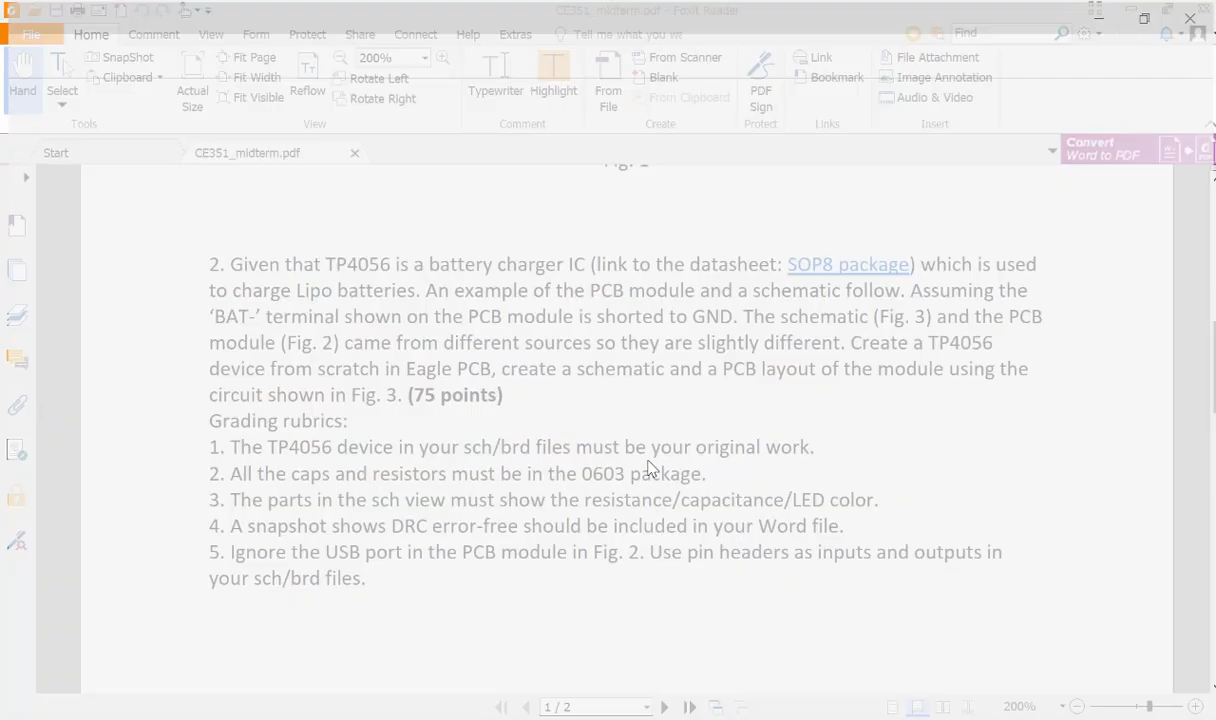 CE351_midterm.pdf - Foxit Reader
File Home Comment View Form Protect Share Connect Help Extras Tell me what you w Find
SnapShot
Clipboard
Hand Select
Tools
Actual Size
Fit Page
Fit Width
Fit Visible
Reflow
200%
Rotate Left
Rotate Right
View
Typewriter Highlight
Comment
From File
From Scanner
Blank
From Clipboard
Create
PDF Sign
Protect
Link
Bookmark
Links
File Attachment
Image Annotation
Audio & Video
Insert
Start CE351_midterm.pdf
Convert
Word to PDF
Fig. 1
2. Given that TP4056 is a battery charger IC (link to the datasheet: SOP8 package) which is used
to charge Lipo batteries. An example of the PCB module and a schematic follow. Assuming the
‘BAT-’ terminal shown on the PCB module is shorted to GND. The schematic (Fig. 3) and the PCB
module (Fig. 2) came from different sources so they are slightly different. Create a TP4056
device from scratch in Eagle PCB, create a schematic and a PCB layout of the module using the
circuit shown in Fig. 3. (75 points)
Grading rubrics:
1. The TP4056 device in your sch/brd files must be your original work.
2. All the caps and resistors must be in the 0603 package.
3. The parts in the sch view must show the resistance/capacitance/LED color.
4. A snapshot shows DRC error-free should be included in your Word file.
5. Ignore the USB port in the PCB module in Fig. 2. Use pin headers as inputs and outputs in
your sch/brd files.
1 / 2
200%